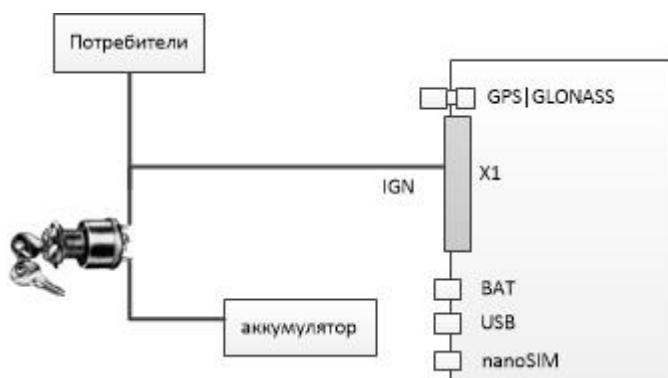 Потребители
GPS|GLONASS
IGN
X1
BAT
аккумулятор
USB
nanoSIM